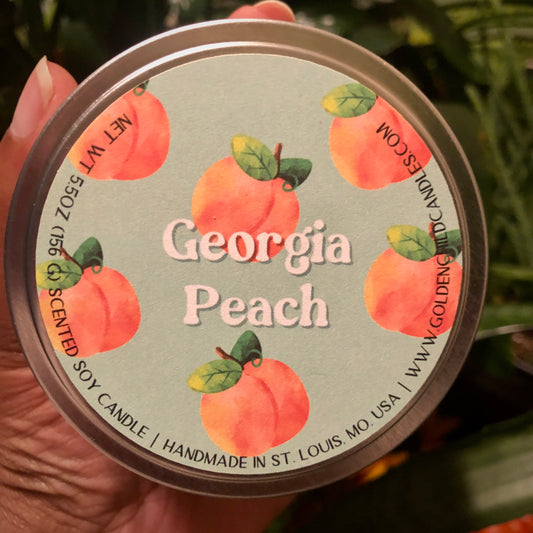 Georgia
Peach
NET WT 5.5OZ (156 G) SCENTED SOY CANDLE | HANDMADE IN ST. LOUIS, MO, USA | WWW.GOLDENCHILDCANDLES.COM